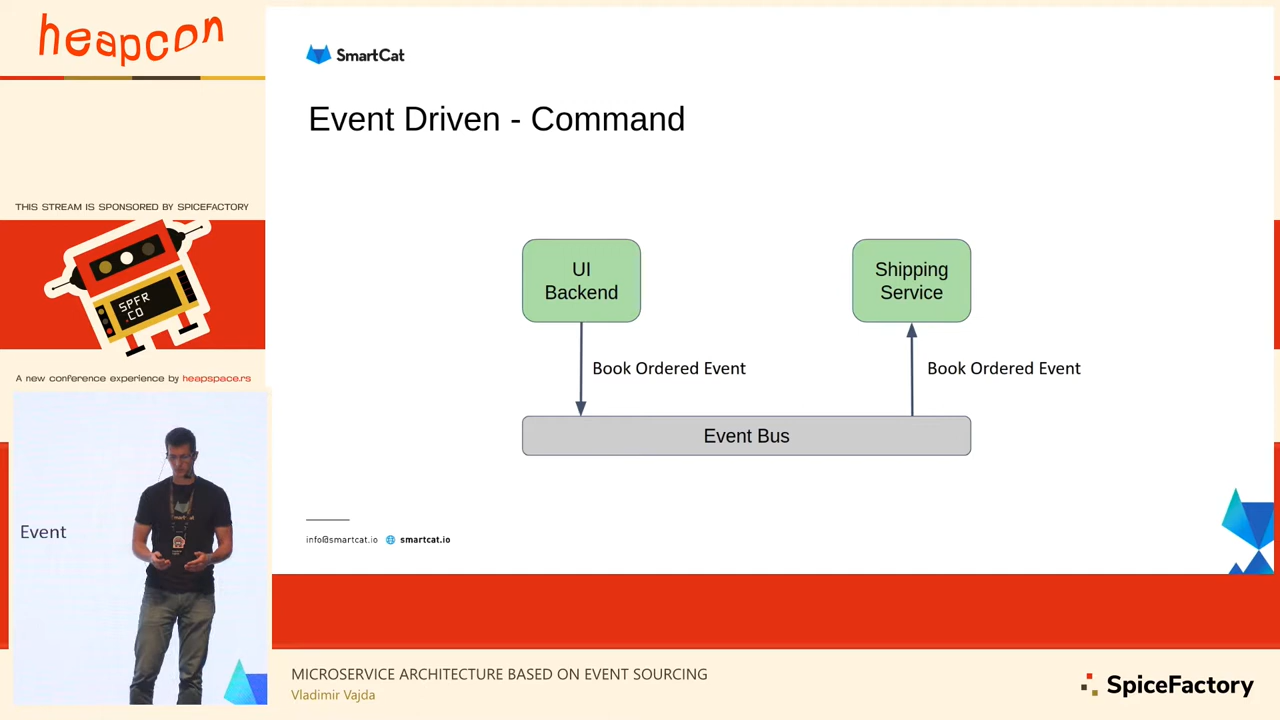 heapcon
THIS STREAM IS SPONSORED BY SPICEFACTORY
SPFR
.CO
A new conference experience by heapspace.rs
Event
SmartCat
Event Driven - Command
UI
Backend
Shipping
Service
Book Ordered Event
Book Ordered Event
Event Bus
info@smartcat.io
smartcat.io
MICROSERVICE ARCHITECTURE BASED ON EVENT SOURCING
Vladimir Vajda
SpiceFactory